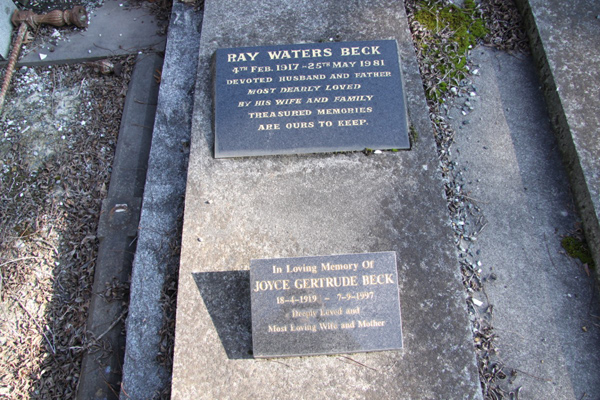 RAY WATERS BECK
4TH FEB. 1917~25TH MAY 1981
DEVOTED HUSBAND AND FATHER
MOST DEARLY LOVED
BY HIS WIFE AND FAMILY
TREASURED MEMORIES
ARE OURS TO KEEP.
In Loving Memory Of
JOYCE GERTRUDE BECK
18-4-1919 - 7-9-1997
Dearly Loved and
Most Loving Wife and Mother